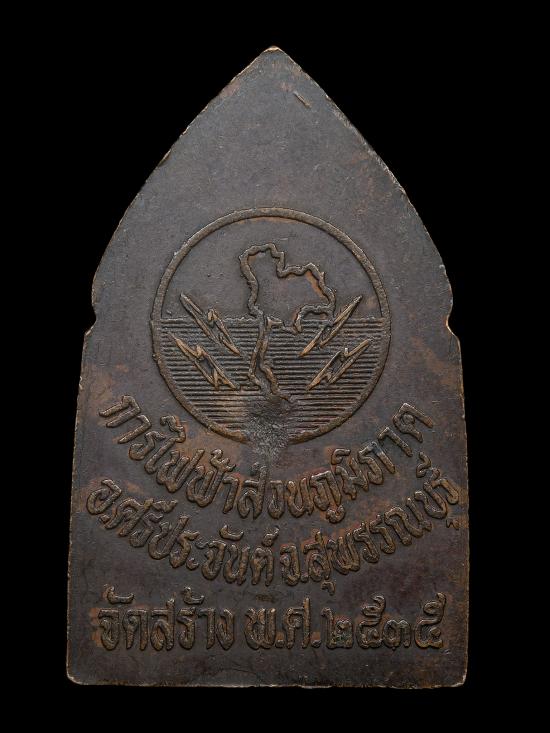 การไฟฟ้าส่วนภูมิภาค
อ.ศรีประจันต์ จ.สุพรรณบุรี
จัดสร้าง พ.ศ.๒๕๓๕